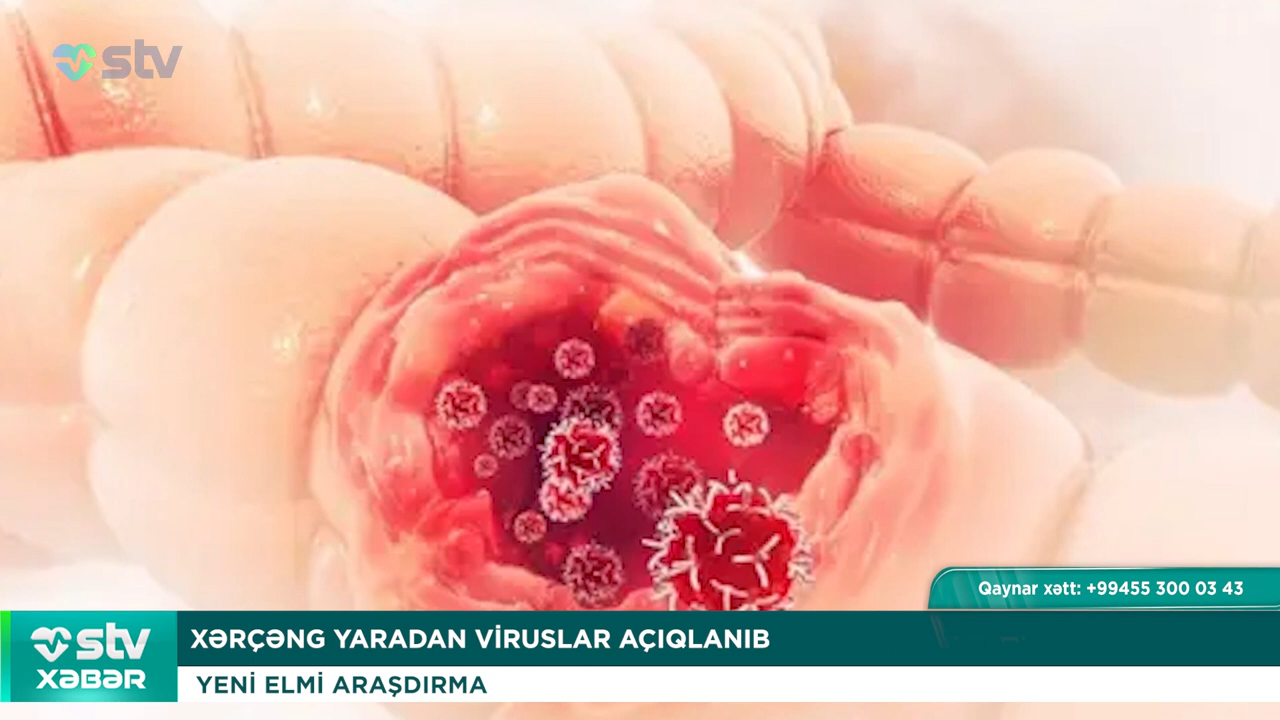 stv
Qaynar xətt: +99455 300 03 43
stv
XƏBƏR
XƏRÇƏNG YARADAN VİRUSLAR AÇIQLANIB
YENİ ELMİ ARAŞDIRMA